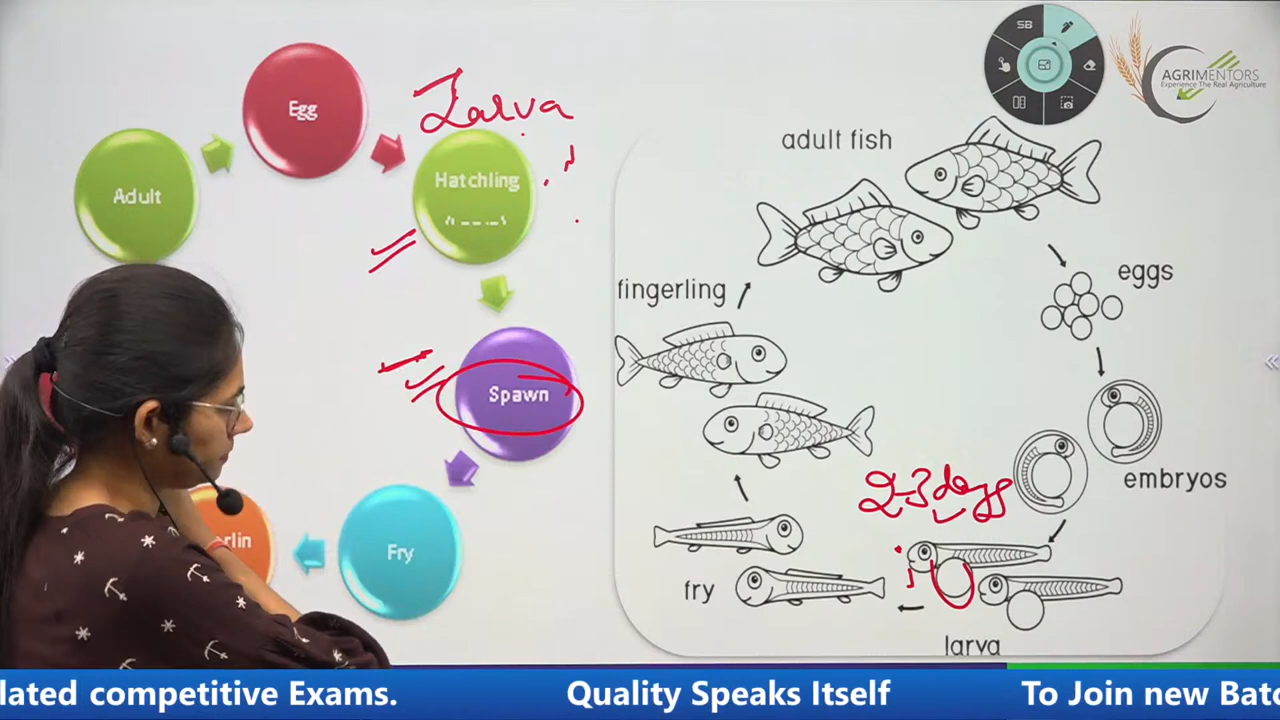 SB
AGRIMENTORS
Experience The Real Agriculture
Egg
Larva
Adult
Hatchling
Spawn
Fry
rlin
adult fish
eggs
embryos
fingerling
2-3 days
fry
larva
lated competitive Exams.
Quality Speaks Itself
To Join new Batc